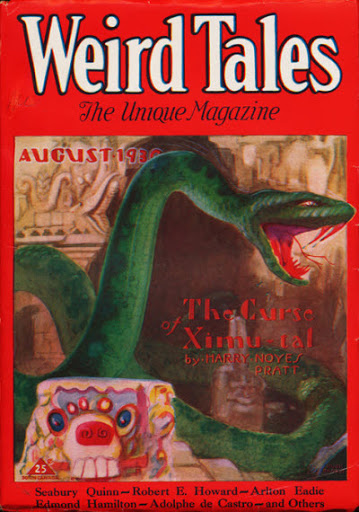 Weird Tales
The Unique Magazine
AUGUST 1930
The Curse
of Ximu-tal
by HARRY NOYES
PRATT
25
Seabury Quinn—Robert E. Howard—Arlton Eadie
Edmond Hamilton—Adolphe de Castro—and Others